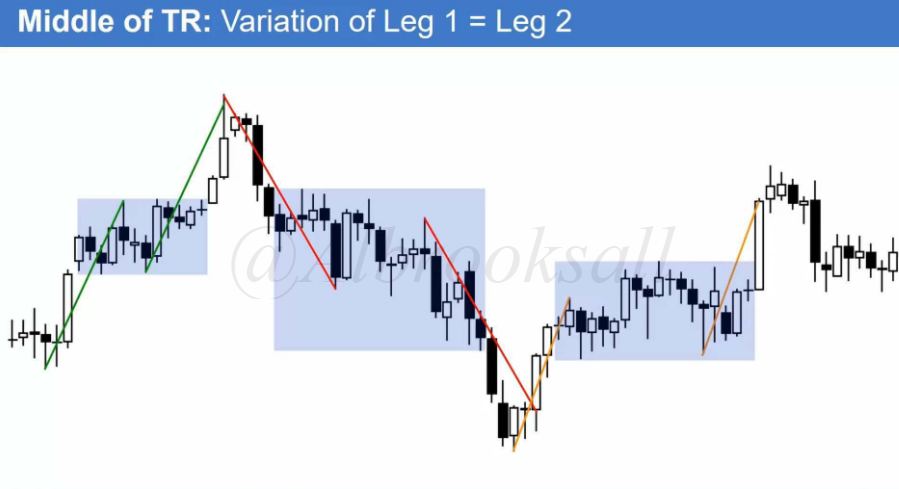 Middle of TR: Variation of Leg 1 = Leg 2
@Albrooksall